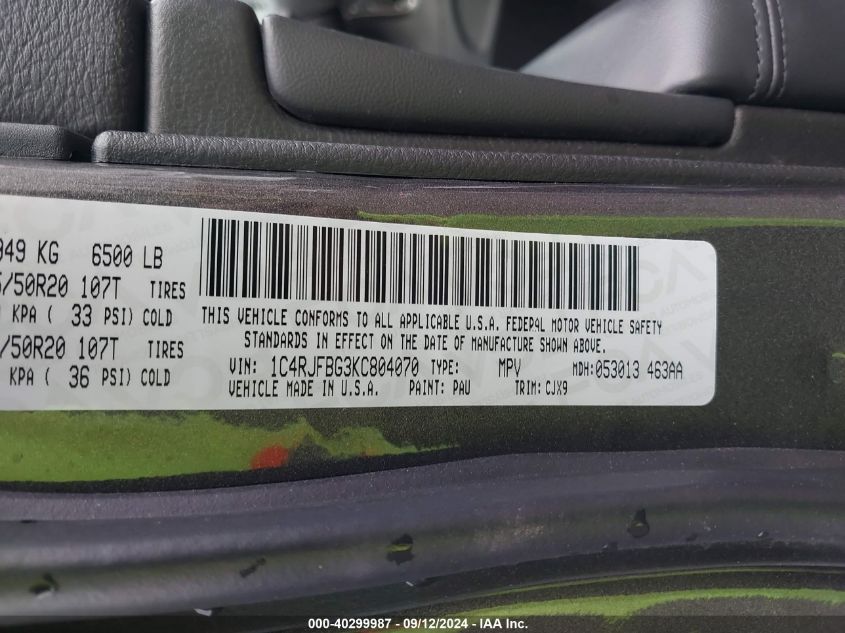 949 KG 6500 LB
/50R20 107T TIRES
KPA ( 33 PSI) COLD
/50R20 107T TIRES
KPA ( 36 PSI) COLD
THIS VEHICLE CONFORMS TO ALL APPLICABLE U.S.A. FEDERAL MOTOR VEHICLE SAFETY
STANDARDS IN EFFECT ON THE DATE OF MANUFACTURE SHOWN ABOVE.
VIN: 1C4RJFBG3KC804070 TYPE: MPV MDH:053013 463AA
VEHICLE MADE IN U.S.A. PAINT: PAU TRIM: CJX9
000-40299987 - 09/12/2024 - © IAA Inc.